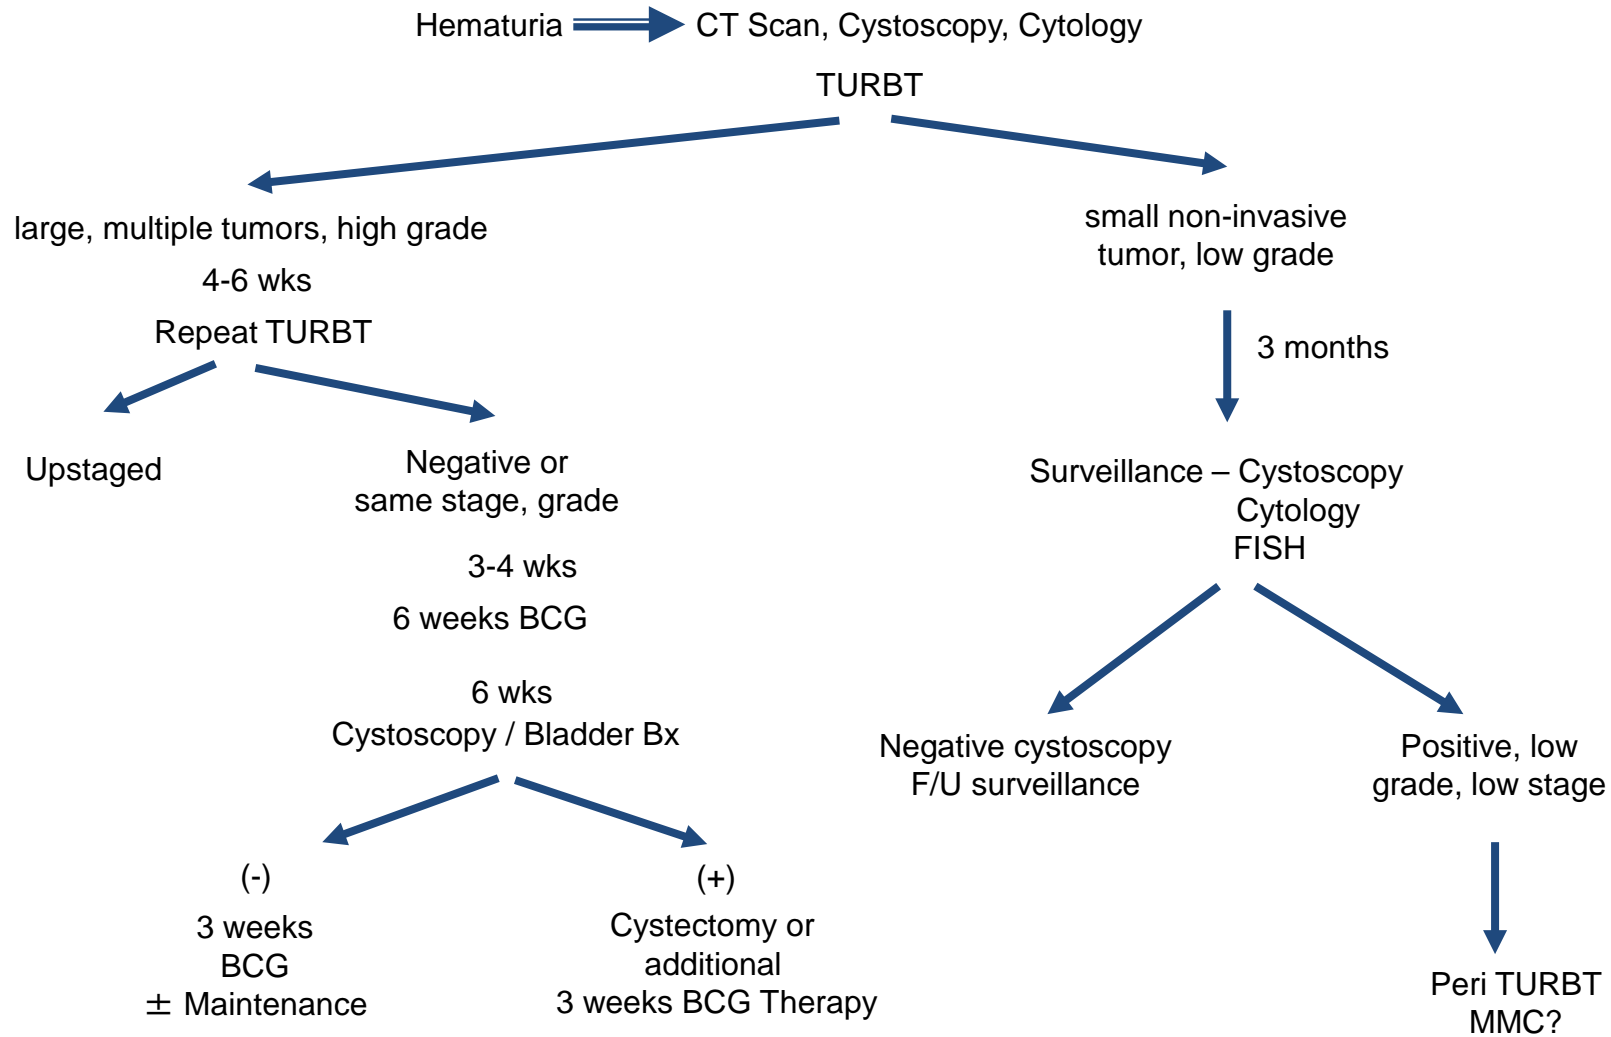 Hematuria
CT Scan, Cystoscopy, Cytology
TURBT
large, multiple tumors, high grade
4-6 wks
Repeat TURBT
Upstaged
Negative or
same stage, grade
3-4 wks
6 weeks BCG
6 wks
Cystoscopy / Bladder Bx
(-)
3 weeks
BCG
± Maintenance
(+)
Cystectomy or
additional
3 weeks BCG Therapy
small non-invasive
tumor, low grade
3 months
Surveillance – Cystoscopy
Cytology
FISH
Negative cystoscopy
F/U surveillance
Positive, low
grade, low stage
Peri TURBT
MMC?